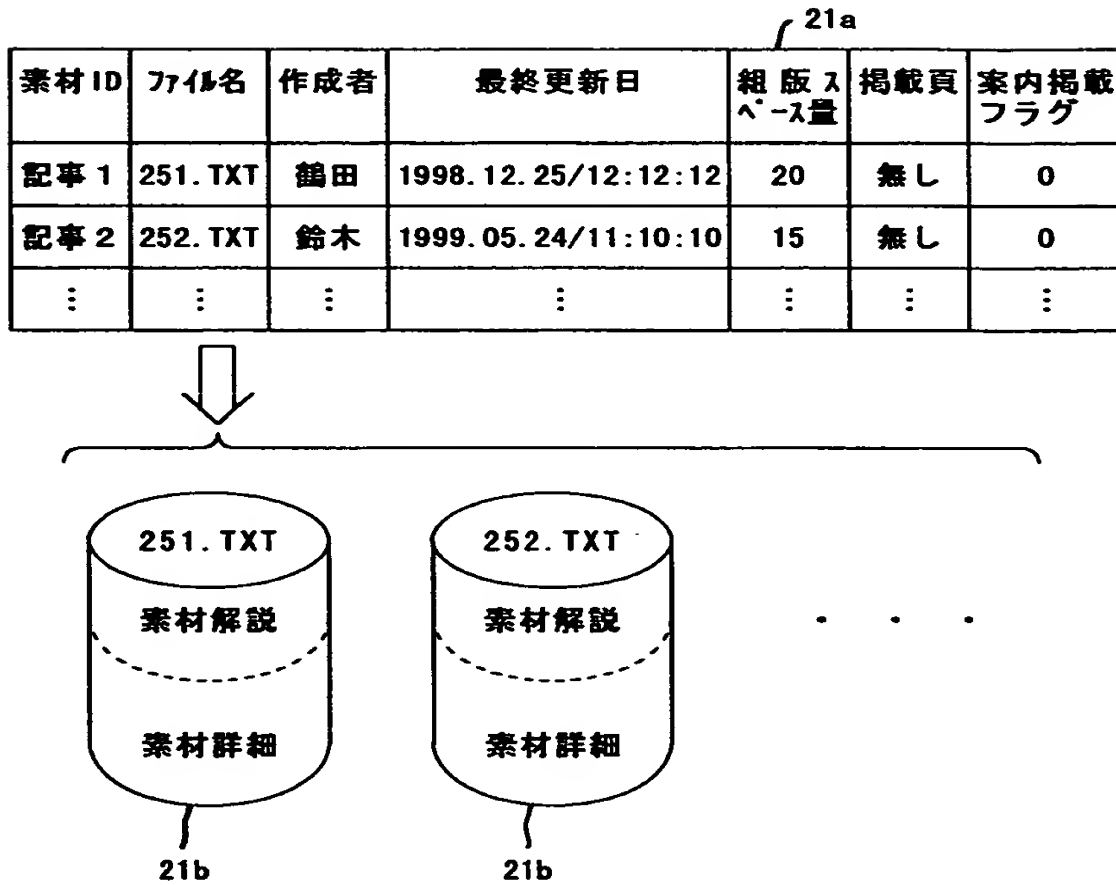 21a
素材ID ファイル名 作成者 最終更新日 組版ス 掲載頁 案内掲載
ペース量 フラグ
記事1 251.TXT 鶴田 1998.12.25/12:12:12 20 無し 0
記事2 252.TXT 鈴木 1999.05.24/11:10:10 15 無し 0
⋮ ⋮ ⋮ ⋮ ⋮ ⋮ ⋮
251.TXT 252.TXT
素材解説 素材解説 ・ ・ ・
素材詳細 素材詳細
21b 21b